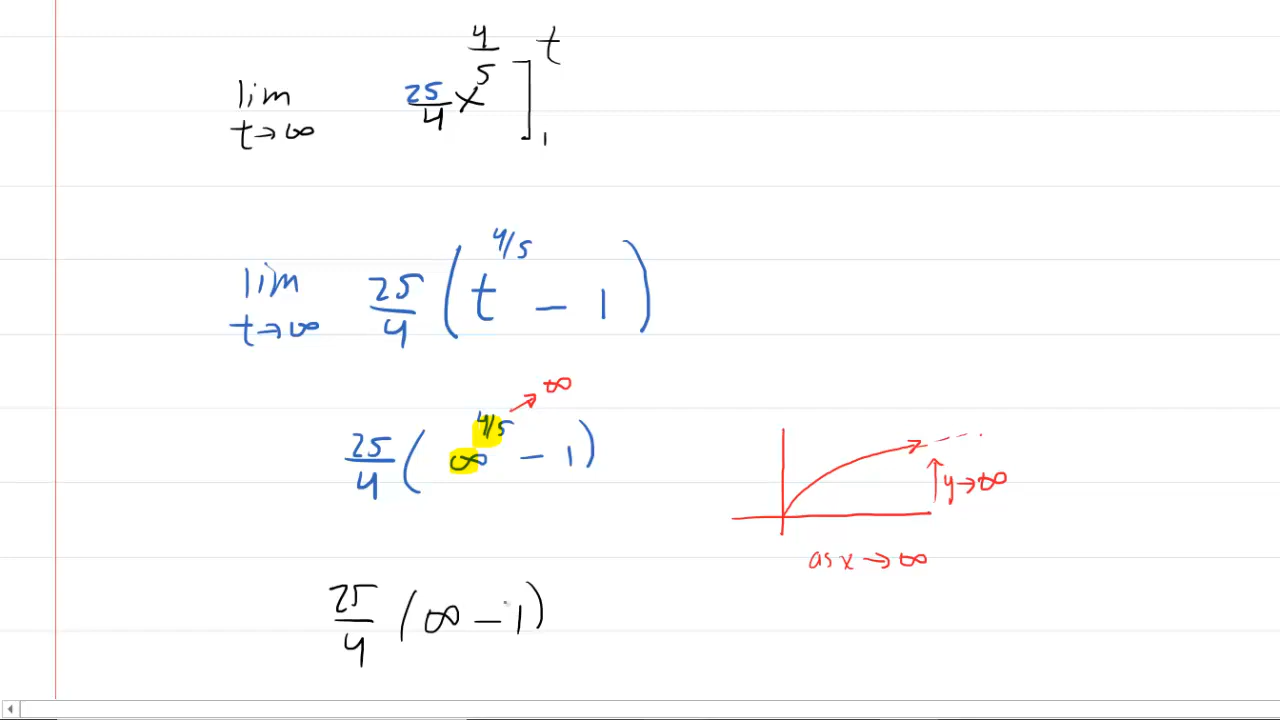 lim t→∞ 25/4 x^4/5 ]₁ᵗ
lim t→∞ 25/4 ( t^4/5 − 1 )
25/4 ( ∞^4/5 − 1 ) → ∞
y→∞
as x → ∞
25/4 ( ∞ − 1 )